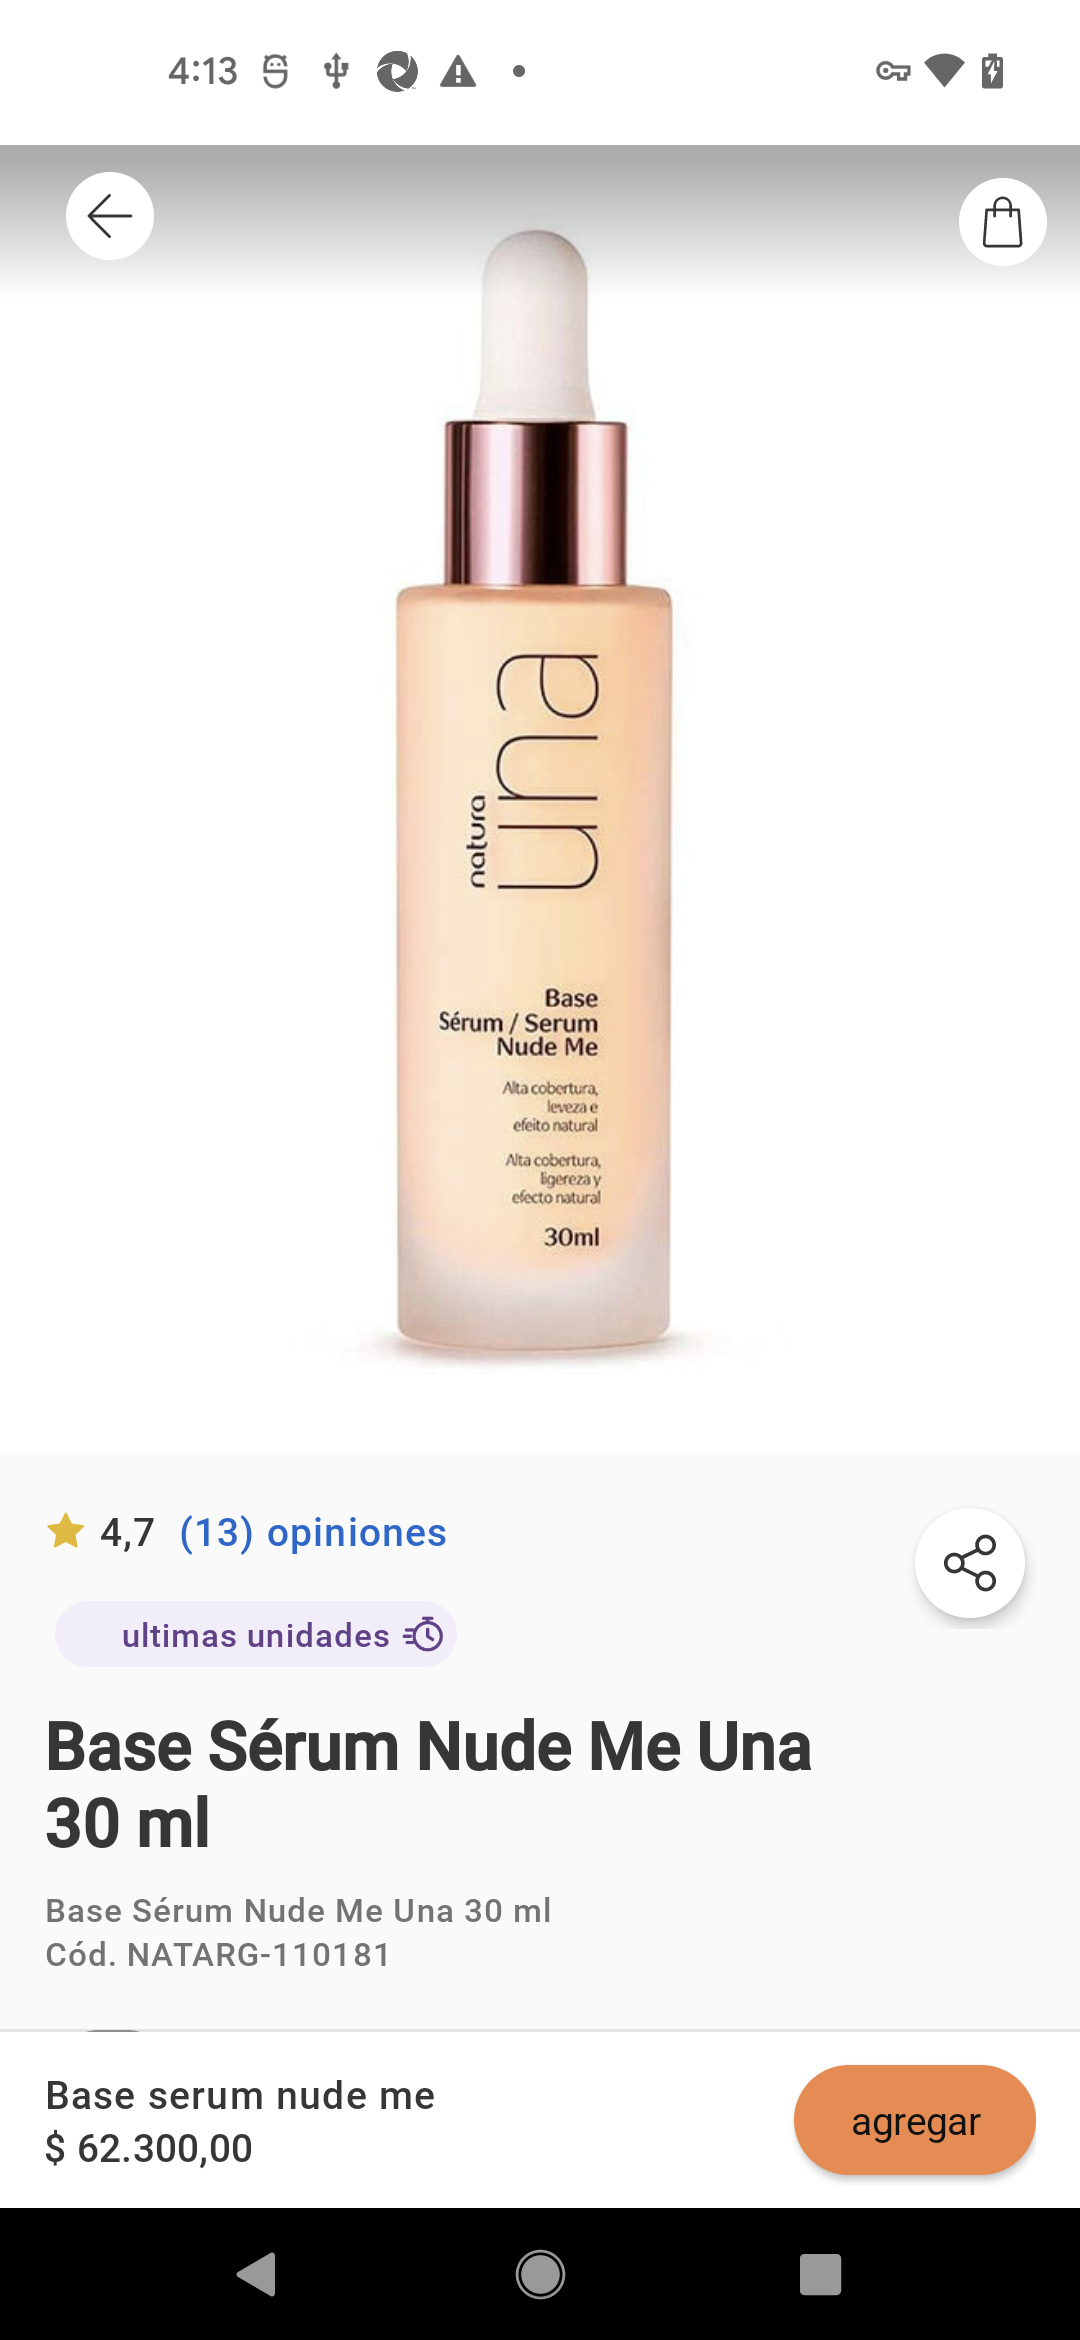 4:13
una
natura
Base
Sérum / Serum
Nude Me
Alta cobertura,
leveza e
efeito natural
Alta cobertura,
ligereza y
efecto natural
30ml
4,7 (13) opiniones
ultimas unidades
Base Sérum Nude Me Una
30 ml
Base Sérum Nude Me Una 30 ml
Cód. NATARG-110181
Base serum nude me
$ 62.300,00
agregar